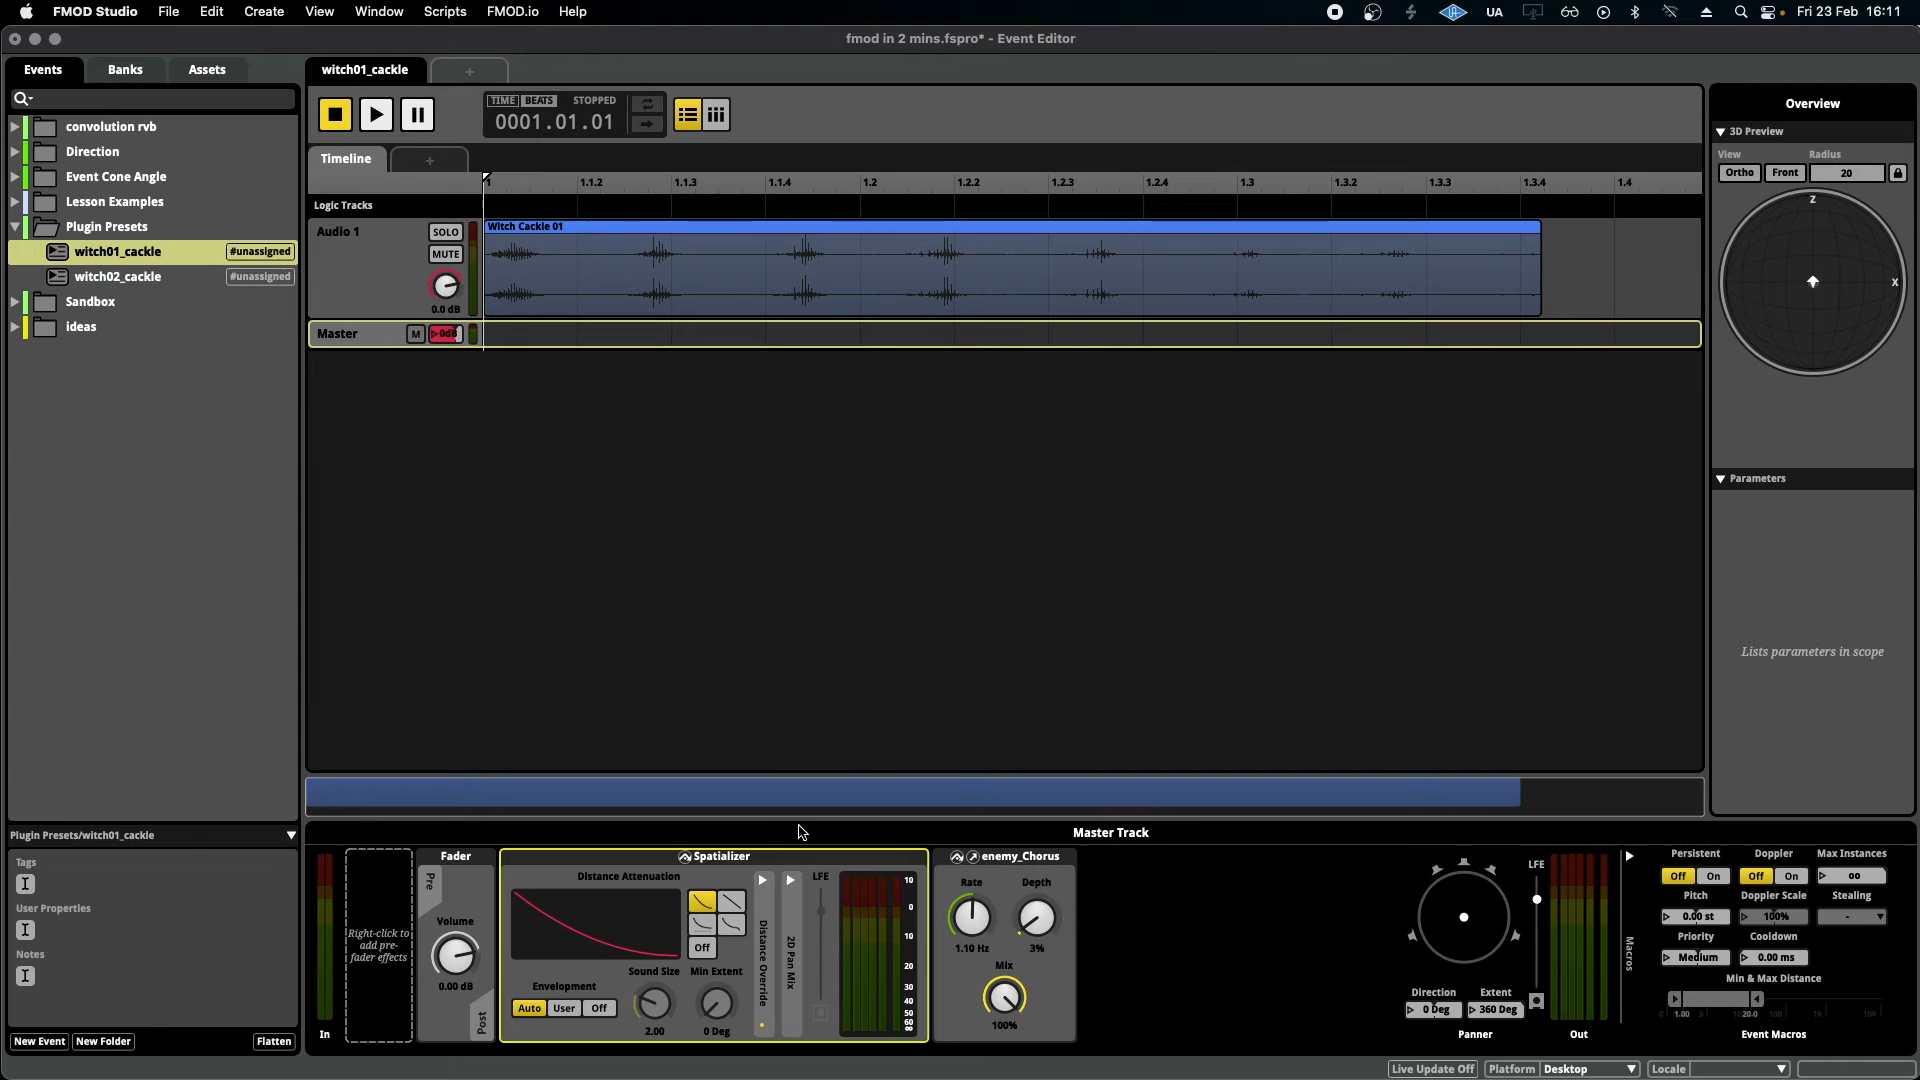 FMOD Studio File Edit Create View Window Scripts FMOD.io Help
UA Fri 23 Feb 16:11
fmod in 2 mins.fspro* - Event Editor
Events Banks Assets
witch01_cackle +
TIME BEATS STOPPED
0001.01.01
convolution rvb
Direction
Event Cone Angle
Lesson Examples
Plugin Presets
witch01_cackle #unassigned
witch02_cackle #unassigned
Sandbox
ideas
Timeline +
1 1.1.2 1.1.3 1.1.4 1.2 1.2.2 1.2.3 1.2.4 1.3 1.3.2 1.3.3 1.3.4 1.4
Logic Tracks
Audio 1 SOLO
MUTE
0.0 dB
Witch Cackle 01
Master M 0dB
Overview
3D Preview
View Radius
Ortho Front 20
Z
X
Parameters
Lists parameters in scope
Plugin Presets/witch01_cackle
Tags
User Properties
Notes
New Event New Folder Flatten
Master Track
In
Right-click to
add pre-
fader effects
Fader
Pre
Volume
0.00 dB
Post
Spatializer
Distance Attenuation
Off
Envelopment
Auto User Off
Sound Size Min Extent
2.00 0 Deg
Distance Override
2D Pan Mix
LFE
10
0
10
20
30
40
50
60
∞
enemy_Chorus
Rate Depth
1.10 Hz 3%
Mix
100%
LFE
Direction Extent
0 Deg 360 Deg
Panner
Out
Macros
Persistent Doppler Max Instances
Off On Off On oo
Pitch Doppler Scale Stealing
0.00 st 100% -
Priority Cooldown
Medium 0.00 ms
Min & Max Distance
1.00 20.0
Event Macros
Live Update Off Platform Desktop Locale